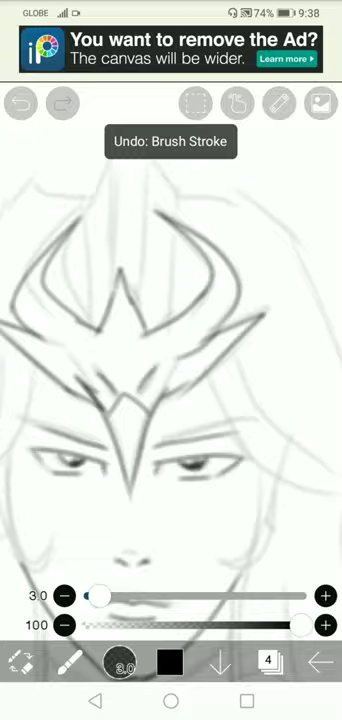 GLOBE
74%
9:38
You want to remove the Ad?
iP
The canvas will be wider.
Learn more
Undo: Brush Stroke
3.0
100
3.0
4